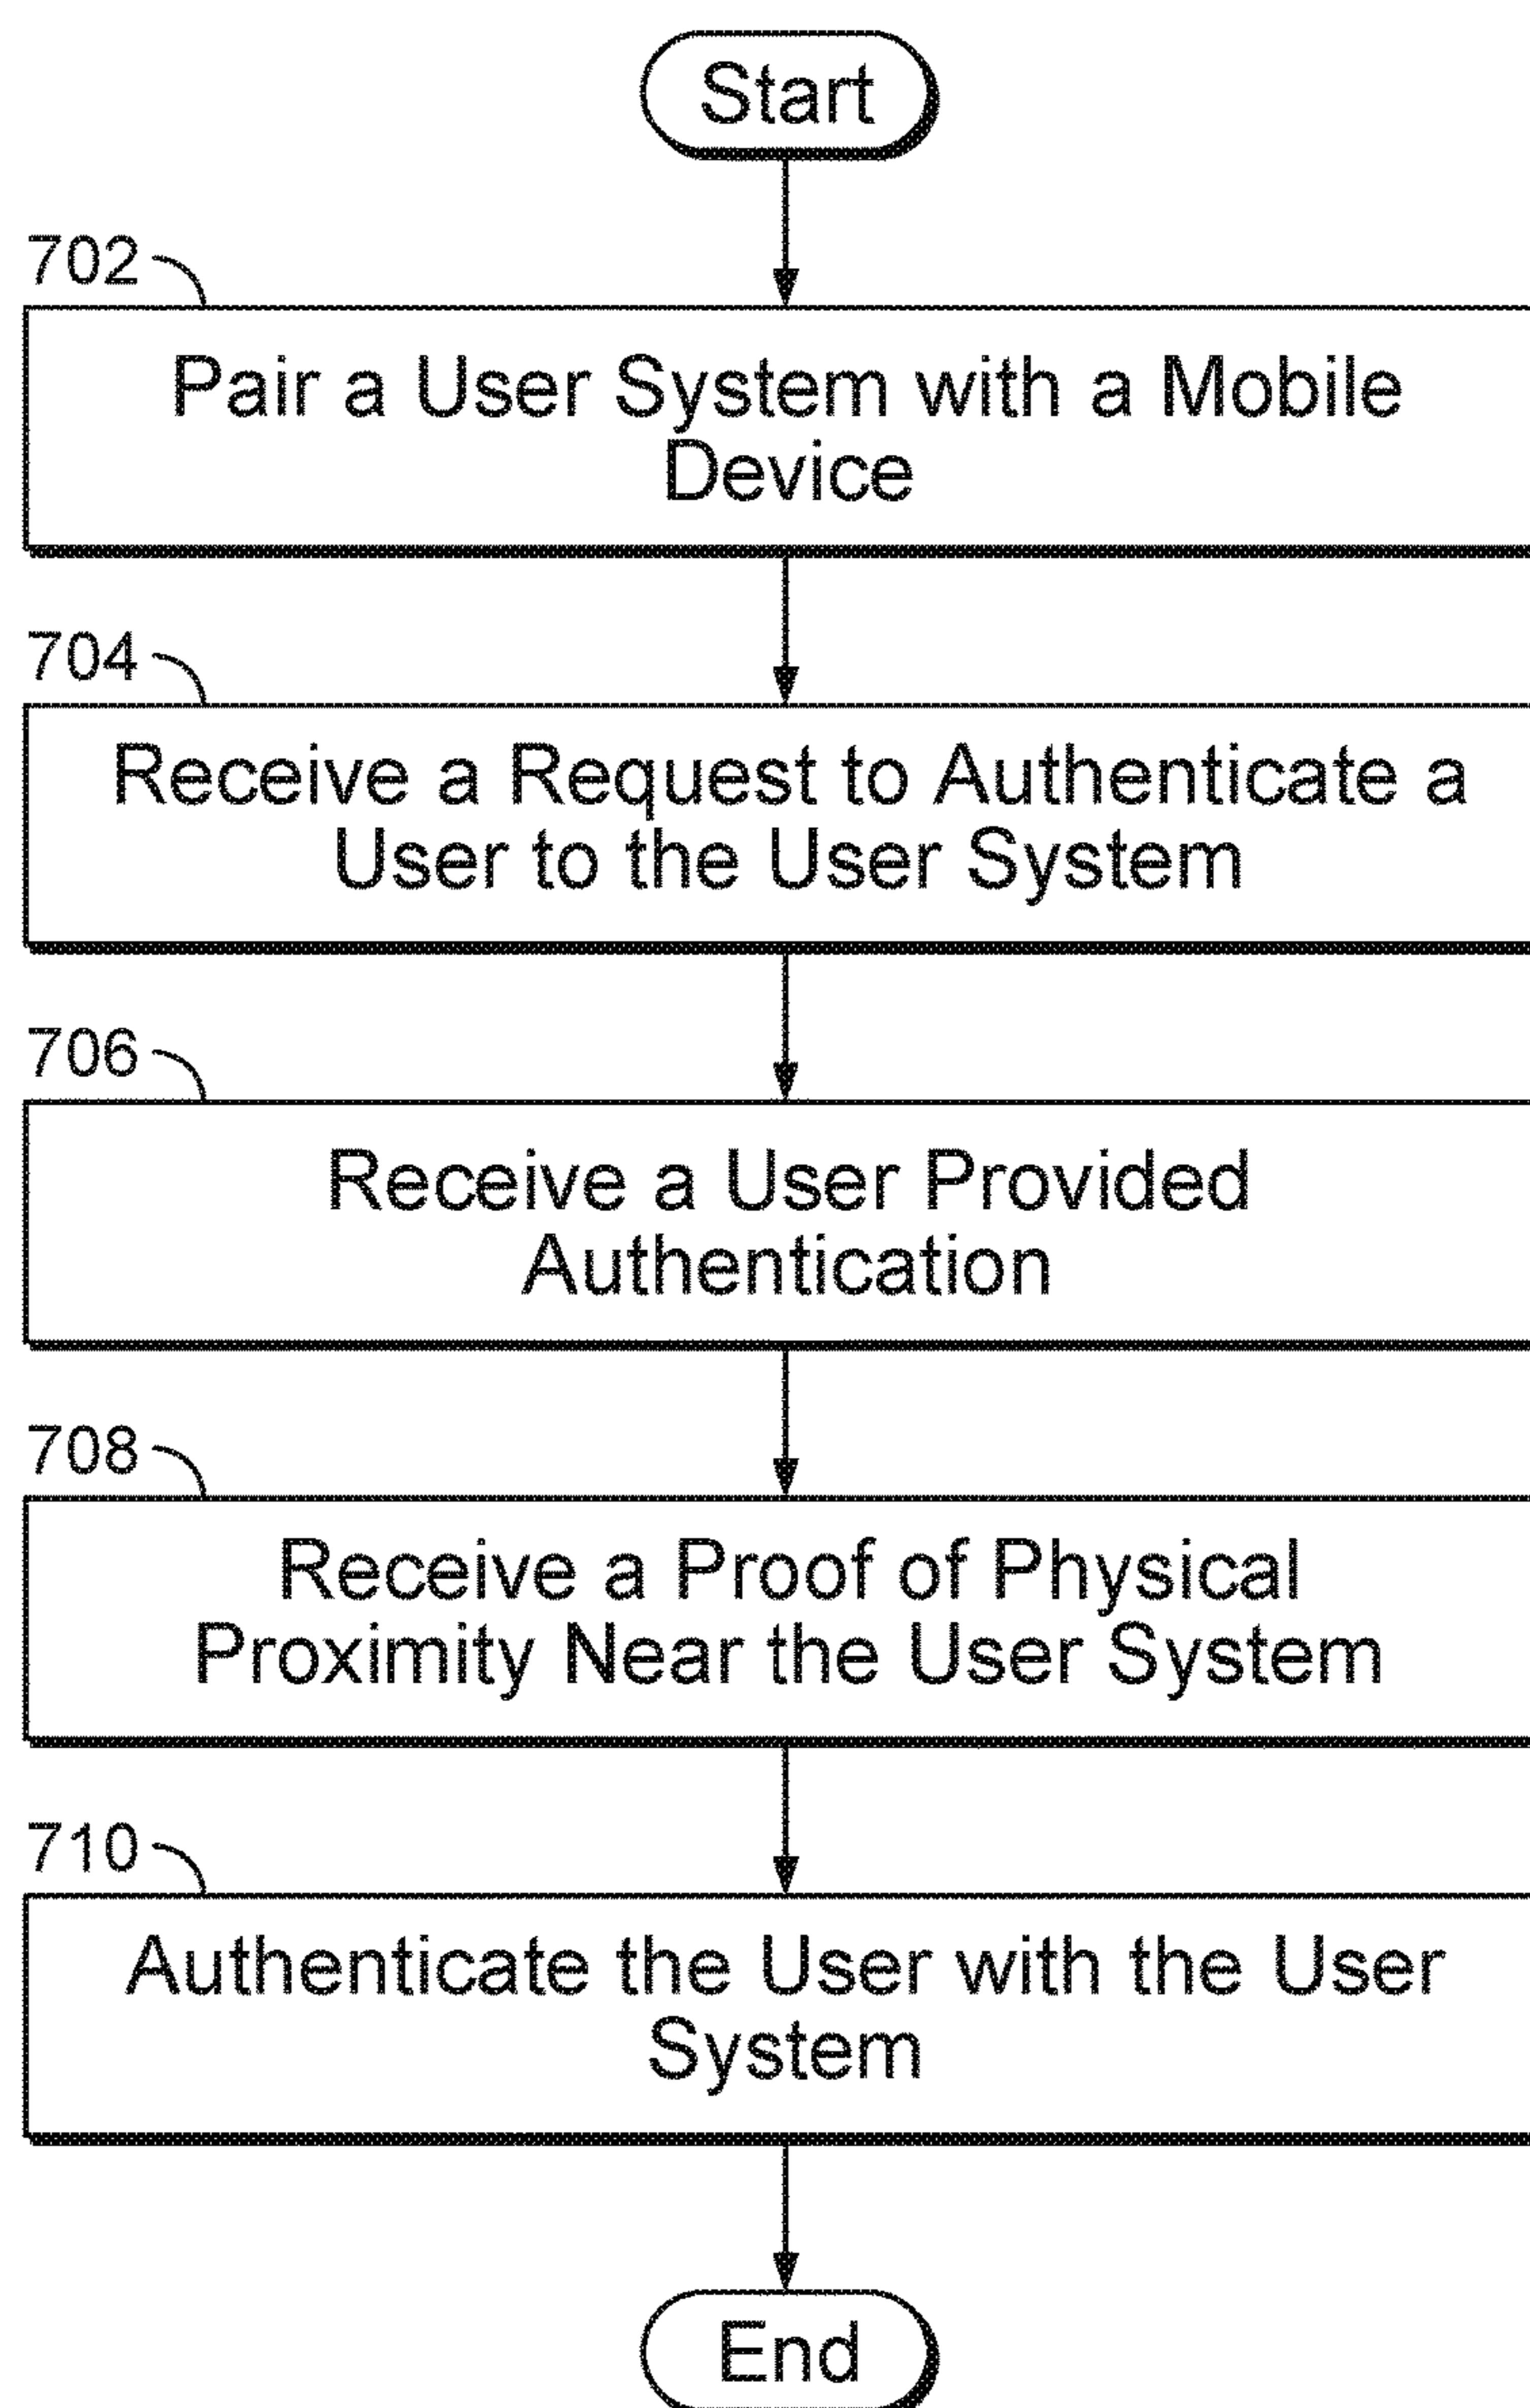 Start
702
Pair a User System with a Mobile
Device
704
Receive a Request to Authenticate a
User to the User System
706
Receive a User Provided
Authentication
708
Receive a Proof of Physical
Proximity Near the User System
710
Authenticate the User with the User
System
End